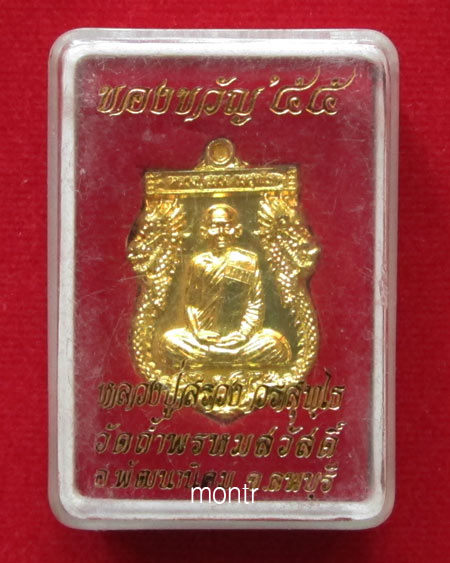 ของขวัญ'๕๕
หลวงปู่สรวง วรสุทฺโธ
วัดถ้ำพรหมสวัสดิ์
อ.พัฒนานิคม จ.ลพบุรี
montr